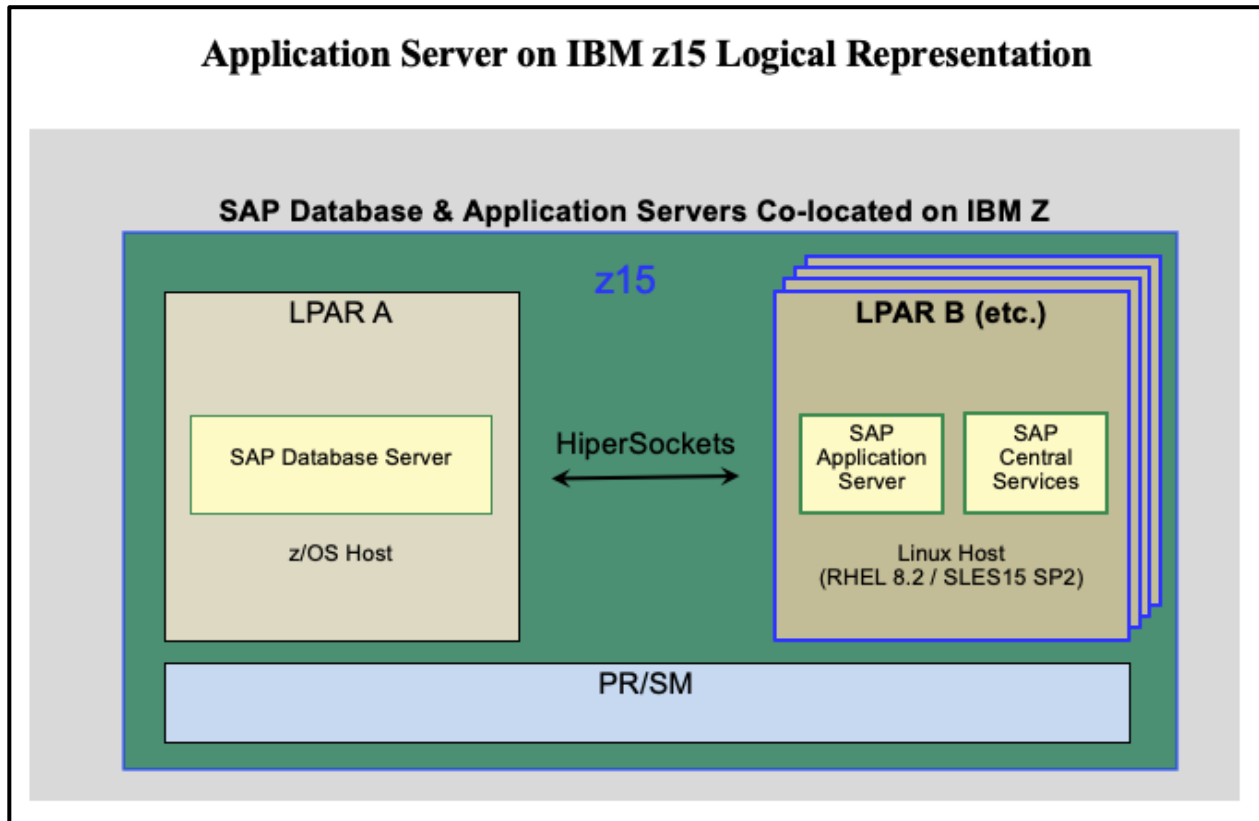 Application Server on IBM z15 Logical Representation
SAP Database & Application Servers Co-located on IBM Z
z15
LPAR A
SAP Database Server
z/OS Host
HiperSockets
LPAR B (etc.)
SAP
Application
Server
SAP
Central
Services
Linux Host
(RHEL 8.2 / SLES15 SP2)
PR/SM